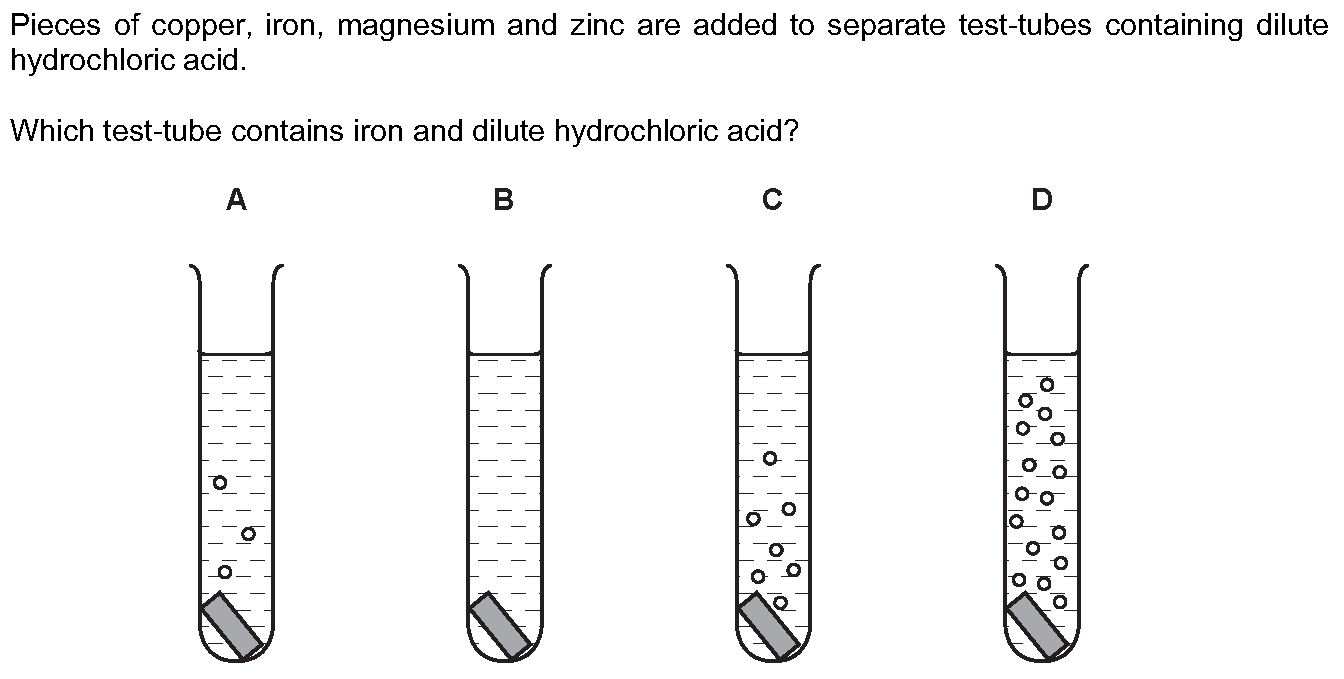 Pieces of copper, iron, magnesium and zinc are added to separate test-tubes containing dilute
hydrochloric acid.
Which test-tube contains iron and dilute hydrochloric acid?
A B C D